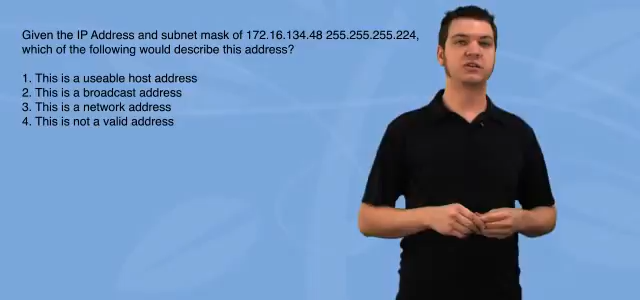 Given the IP Address and subnet mask of 172.16.134.48 255.255.255.224,
which of the following would describe this address?
1. This is a useable host address
2. This is a broadcast address
3. This is a network address
4. This is not a valid address